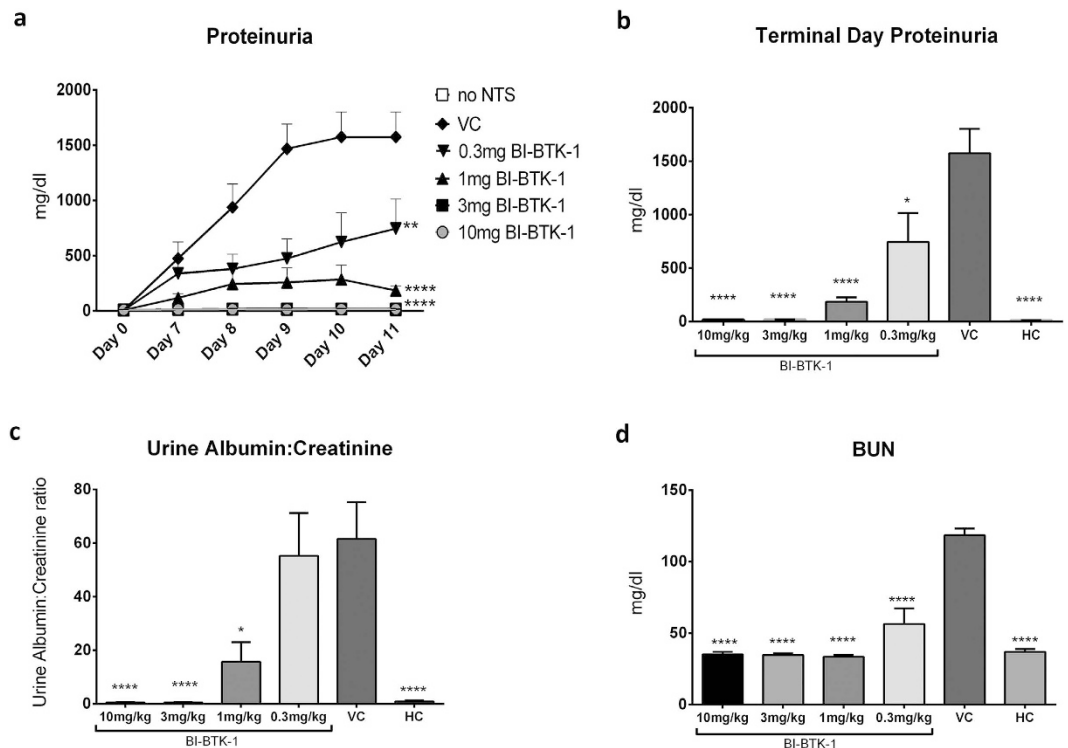 a
Proteinuria
mg/dl
2000
1500
1000
500
0
Day 0
Day 7
Day 8
Day 9
Day 10
Day 11
**
****
****
no NTS
VC
0.3mg BI-BTK-1
1mg BI-BTK-1
3mg BI-BTK-1
10mg BI-BTK-1
b
Terminal Day Proteinuria
mg/dl
2000
1500
1000
500
0
**** **** **** * ****
10mg/kg 3mg/kg 1mg/kg 0.3mg/kg VC HC
BI-BTK-1
c
Urine Albumin:Creatinine
Urine Albumin:Creatinine ratio
80
60
40
20
0
**** **** * ****
10mg/kg 3mg/kg 1mg/kg 0.3mg/kg VC HC
BI-BTK-1
d
BUN
mg/dl
150
100
50
0
**** **** **** **** ****
10mg/kg 3mg/kg 1mg/kg 0.3mg/kg VC HC
BI-BTK-1